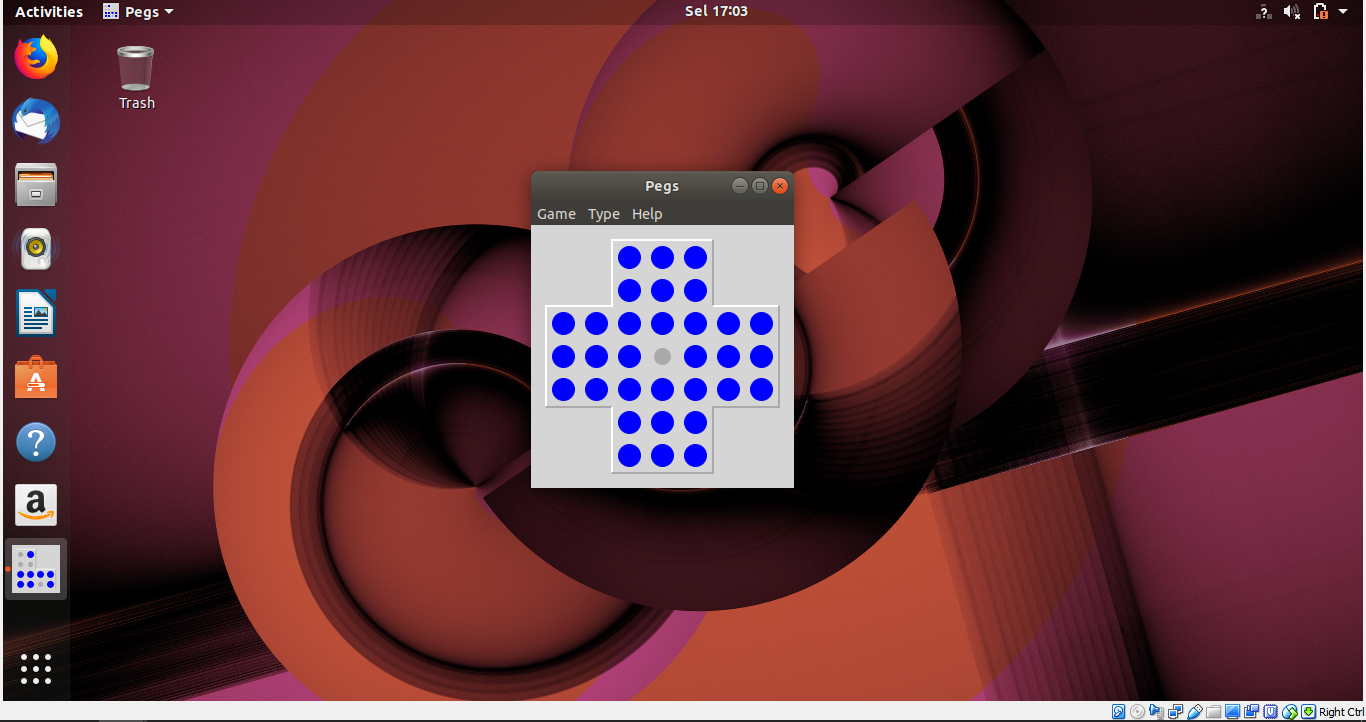 Activities Pegs Sel 17:03
Trash
Pegs
Game Type Help
Right Ctrl